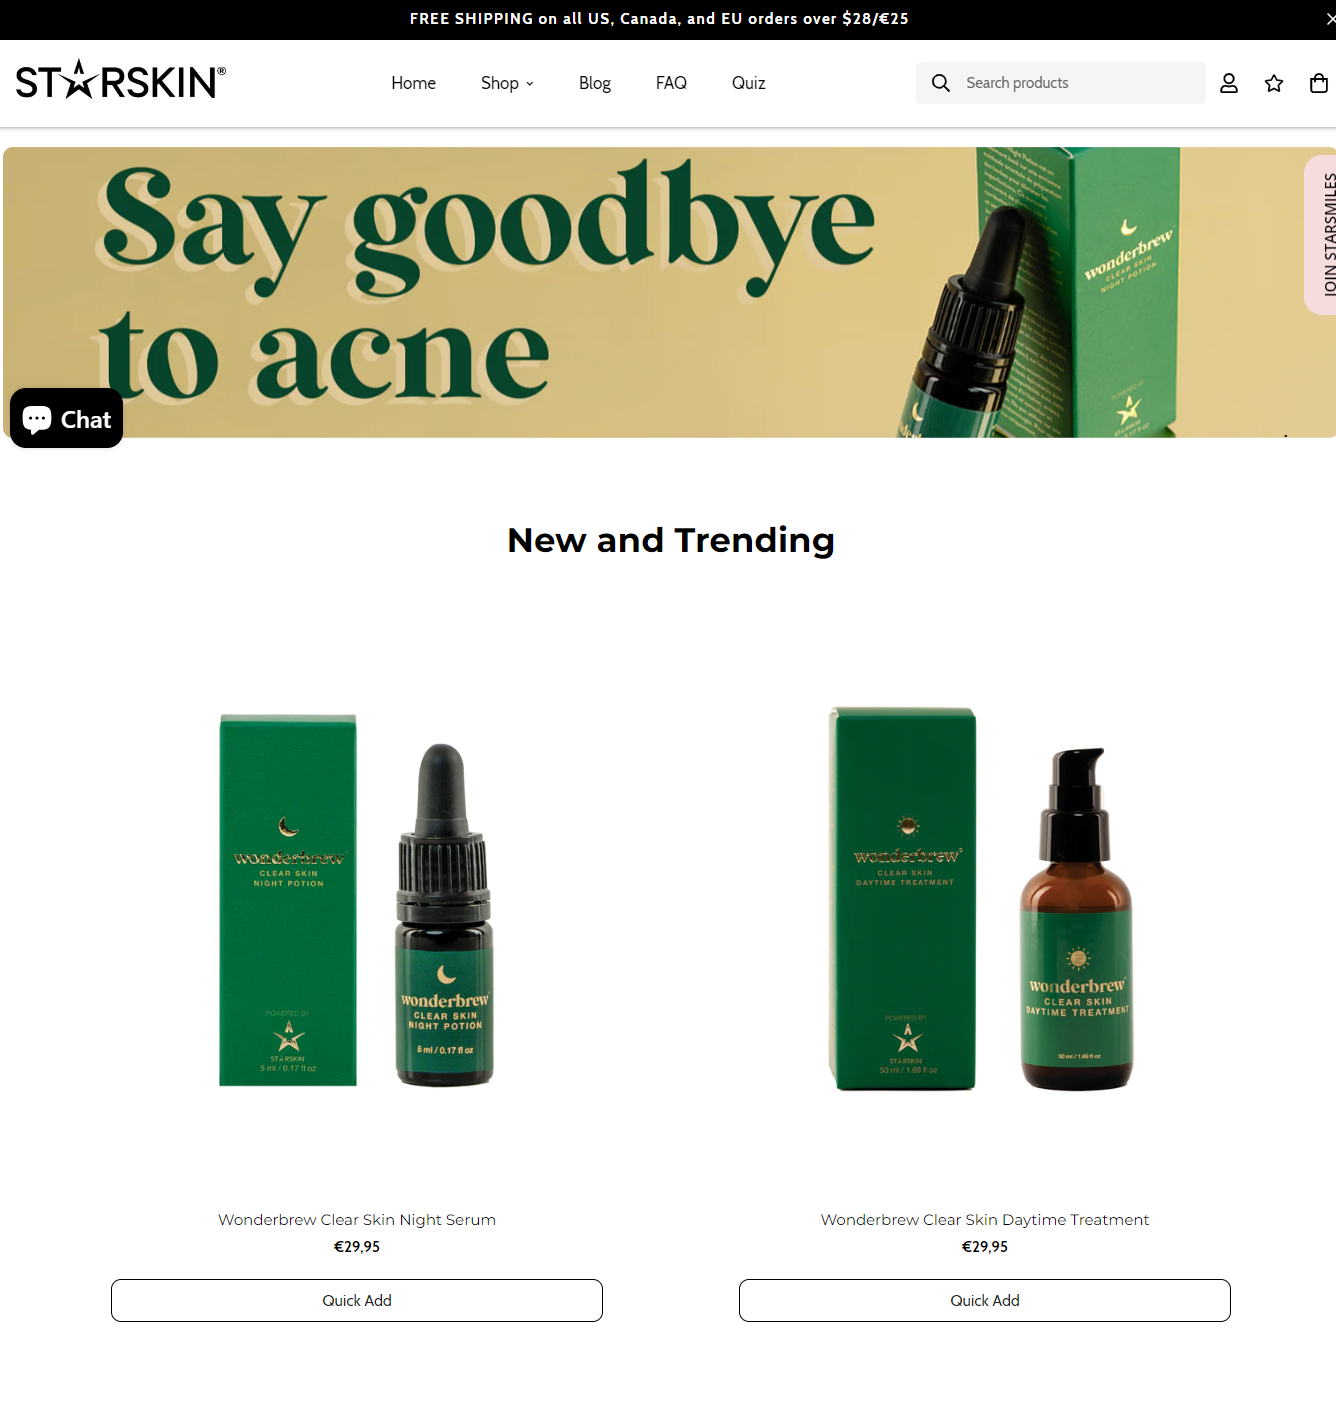 FREE SHIPPING on all US, Canada, and EU orders over $28/€25
STARSKIN®
Home
Shop
Blog
FAQ
Quiz
Search products
JOIN STARSMILES
Say goodbye
to acne
wonderbrew
CLEAR SKIN
NIGHT POTION
POWERED BY
STARSKIN
wonderbrew
Chat
New and Trending
wonderbrew
CLEAR SKIN
NIGHT POTION
POWERED BY
STARSKIN
5 ml / 0.17 fl oz
wonderbrew
CLEAR SKIN
NIGHT POTION
5 ml / 0.17 fl oz
wonderbrew
CLEAR SKIN
DAYTIME TREATMENT
POWERED BY
STARSKIN
50 ml / 1.69 fl oz
wonderbrew
CLEAR SKIN
DAYTIME TREATMENT
50 ml / 1.69 fl oz
Wonderbrew Clear Skin Night Serum
€29,95
Quick Add
Wonderbrew Clear Skin Daytime Treatment
€29,95
Quick Add